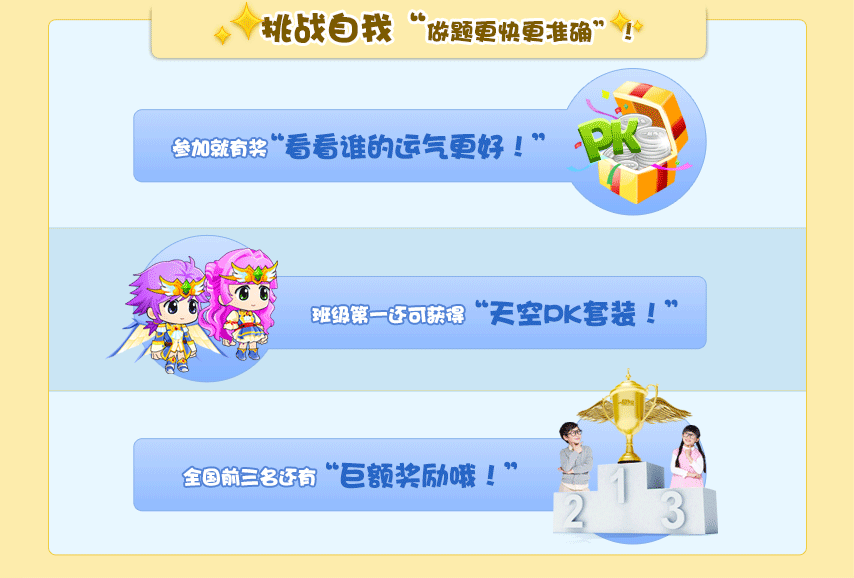 挑战自我“做题更快更准确”！
参加就有奖“看看谁的运气更好！”
PK
班级第一还可获得“天空PK套装！”
全国前三名还有“巨额奖励哦！”
1
2
3